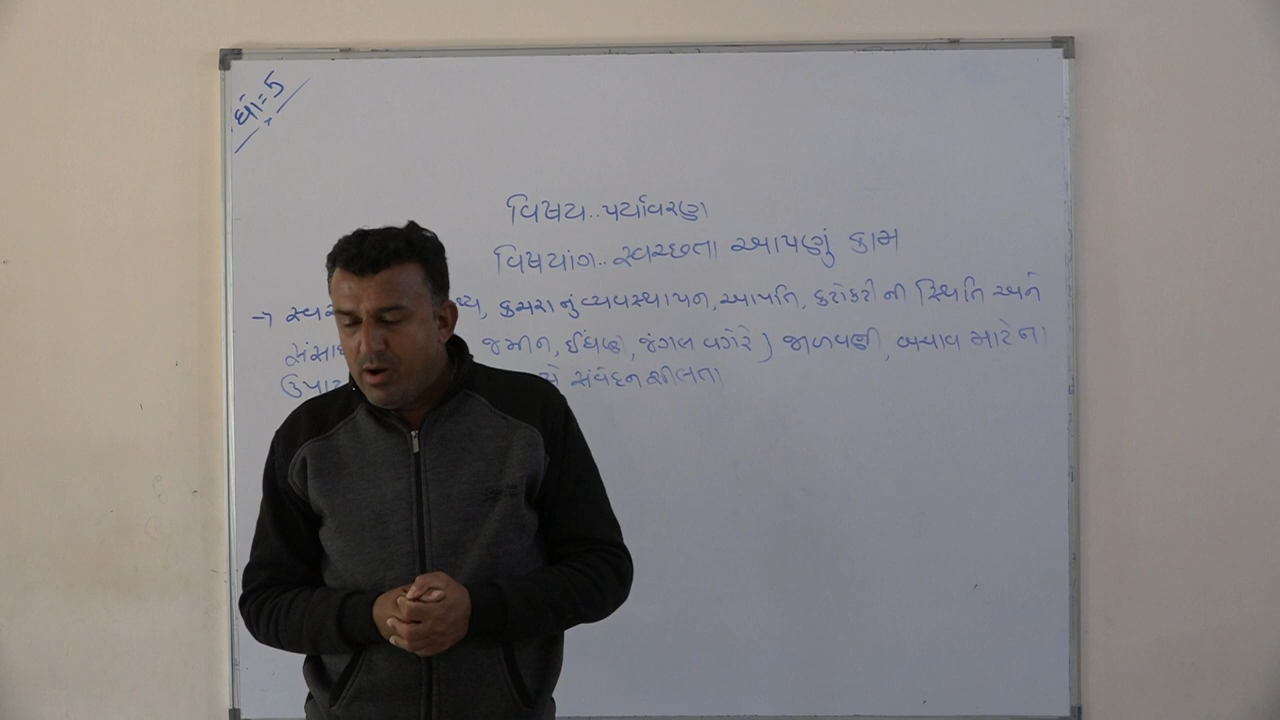 ધો:-5
વિષય.. પર્યાવરણ
વિષયાંગ.. સ્વચ્છતા આપણું કામ
→ કચરાનું વ્યવસ્થાપન, આપત્તિ, કટોકટી ની સ્થિતિ અને
જમીન, ઈંધણ, જંગલ વગેરે) જાળવણી, બચાવ માટેના
સંવેદનશીલતા